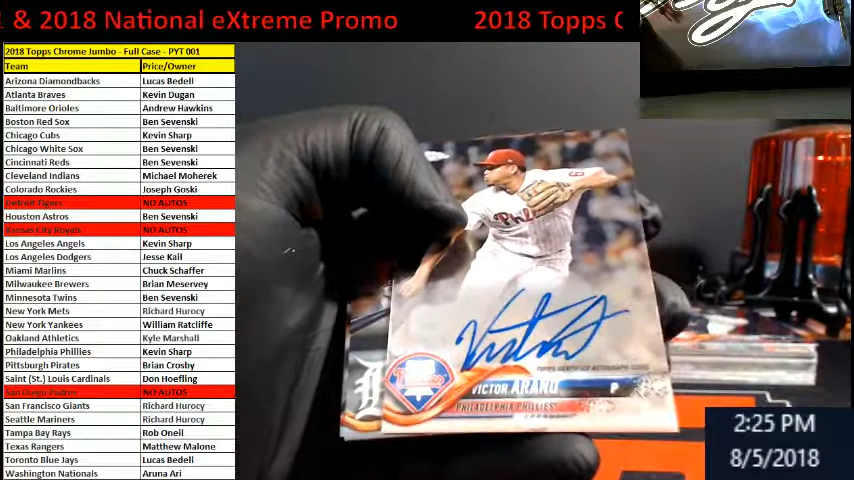 & 2018 National eXtreme Promo 2018 Topps C
2018 Topps Chrome Jumbo - Full Case - PYT 001
Team Price/Owner
Arizona Diamondbacks Lucas Bedell
Atlanta Braves Kevin Dugan
Baltimore Orioles Andrew Hawkins
Boston Red Sox Ben Sevenski
Chicago Cubs Kevin Sharp
Chicago White Sox Ben Sevenski
Cincinnati Reds Ben Sevenski
Cleveland Indians Michael Moherek
Colorado Rockies Joseph Goski
Detroit Tigers NO AUTOS
Houston Astros Ben Sevenski
Kansas City Royals NO AUTOS
Los Angeles Angels Kevin Sharp
Los Angeles Dodgers Jesse Kail
Miami Marlins Chuck Schaffer
Milwaukee Brewers Brian Meservey
Minnesota Twins Ben Sevenski
New York Mets Richard Hurocy
New York Yankees William Ratcliffe
Oakland Athletics Kyle Marshall
Philadelphia Phillies Kevin Sharp
Pittsburgh Pirates Brian Crosby
Saint (St.) Louis Cardinals Don Hoefling
San Diego Padres NO AUTOS
San Francisco Giants Richard Hurocy
Seattle Mariners Richard Hurocy
Tampa Bay Rays Rob Oneil
Texas Rangers Matthew Malone
Toronto Blue Jays Lucas Bedell
Washington Nationals Aruna Ari
Phillies
TOPPS CERTIFIED AUTOGRAPH ISSUE
VICTOR ARANO P
PHILADELPHIA PHILLIES
2:25 PM
8/5/2018